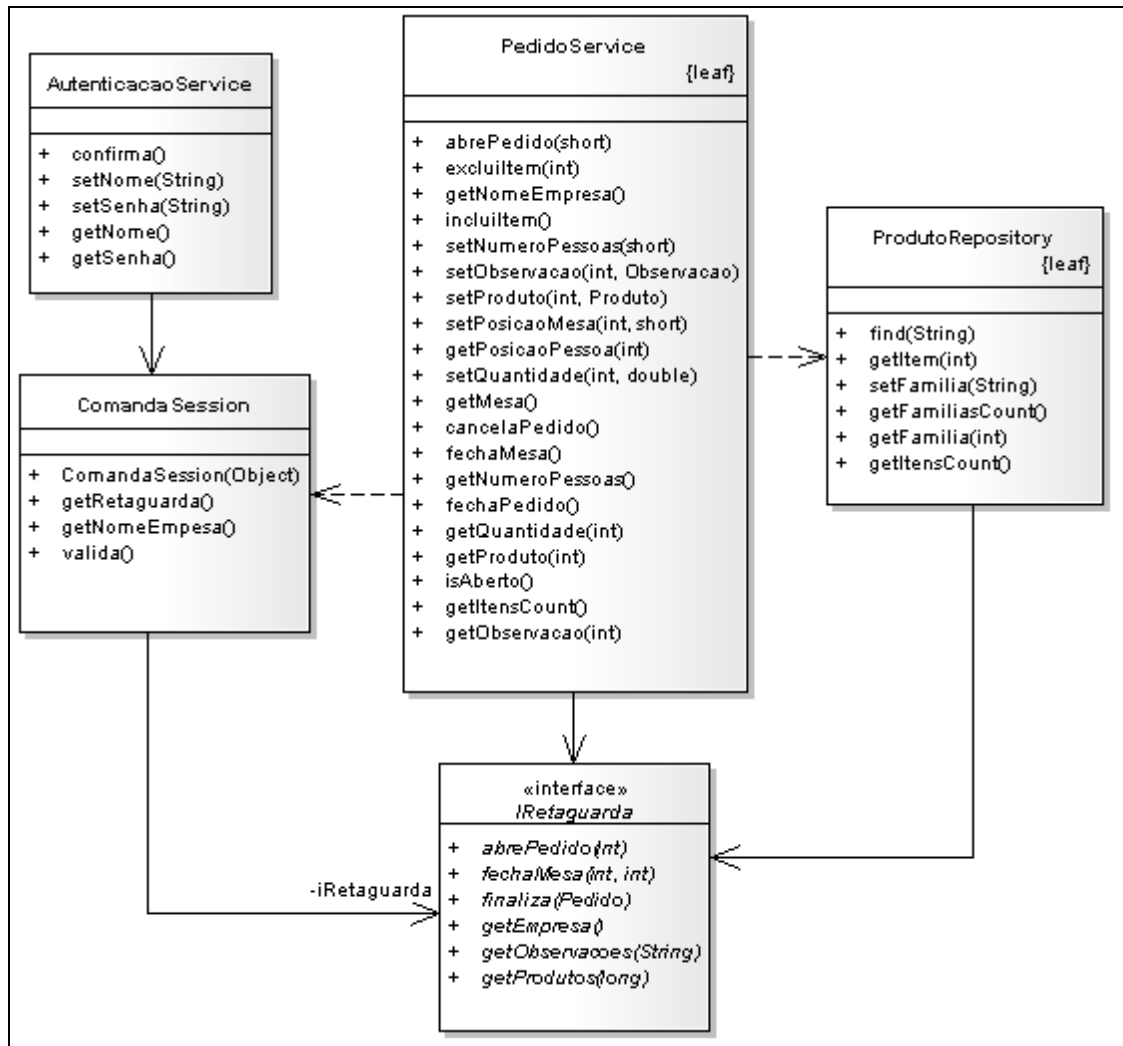 AutenticacaoService
+ confirma()
+ setNome(String)
+ setSenha(String)
+ getNome()
+ getSenha()
PedidoService
{leaf}
+ abrePedido(short)
+ excluiItem(int)
+ getNomeEmpresa()
+ incluiItem()
+ setNumeroPessoas(short)
+ setObservacao(int, Observacao)
+ setProduto(int, Produto)
+ setPosicaoMesa(int, short)
+ getPosicaoPessoa(int)
+ setQuantidade(int, double)
+ getMesa()
+ cancelaPedido()
+ fechaMesa()
+ getNumeroPessoas()
+ fechaPedido()
+ getQuantidade(int)
+ getProduto(int)
+ isAberto()
+ getItensCount()
+ getObservacao(int)
ProdutoRepository
{leaf}
+ find(String)
+ getItem(int)
+ setFamilia(String)
+ getFamiliasCount()
+ getFamilia(int)
+ getItensCount()
ComandaSession
+ ComandaSession(Object)
+ getRetaguarda()
+ getNomeEmpesa()
+ valida()
-iRetaguarda
«interface»
IRetaguarda
+ abrePedido(int)
+ fechaMesa(int, int)
+ finaliza(Pedido)
+ getEmpresa()
+ getObservacoes(String)
+ getProdutos(long)